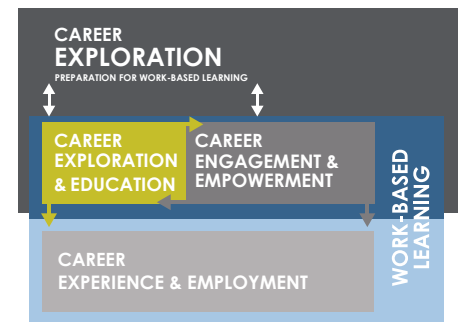 CAREER
EXPLORATION
PREPARATION FOR WORK-BASED LEARNING
CAREER
EXPLORATION
& EDUCATION
CAREER
ENGAGEMENT &
EMPOWERMENT
WORK-BASED
LEARNING
CAREER
EXPERIENCE & EMPLOYMENT